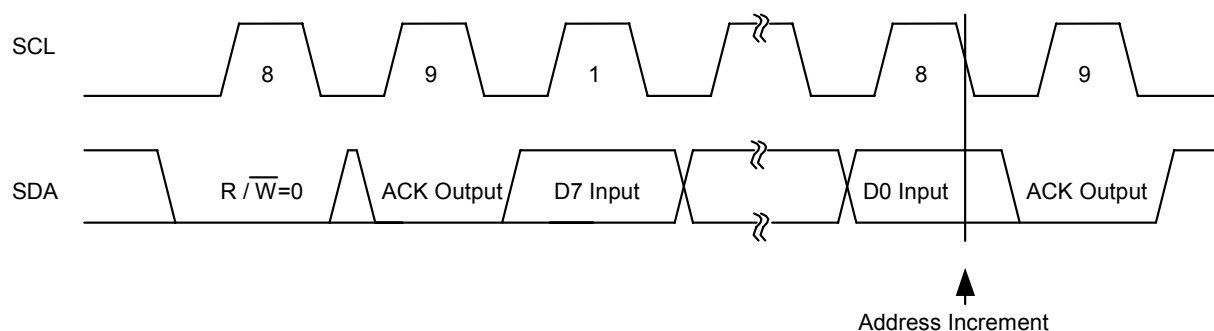 SCL
8 9 1 8 9
SDA
R / W̅=0 ACK Output D7 Input D0 Input ACK Output
Address Increment